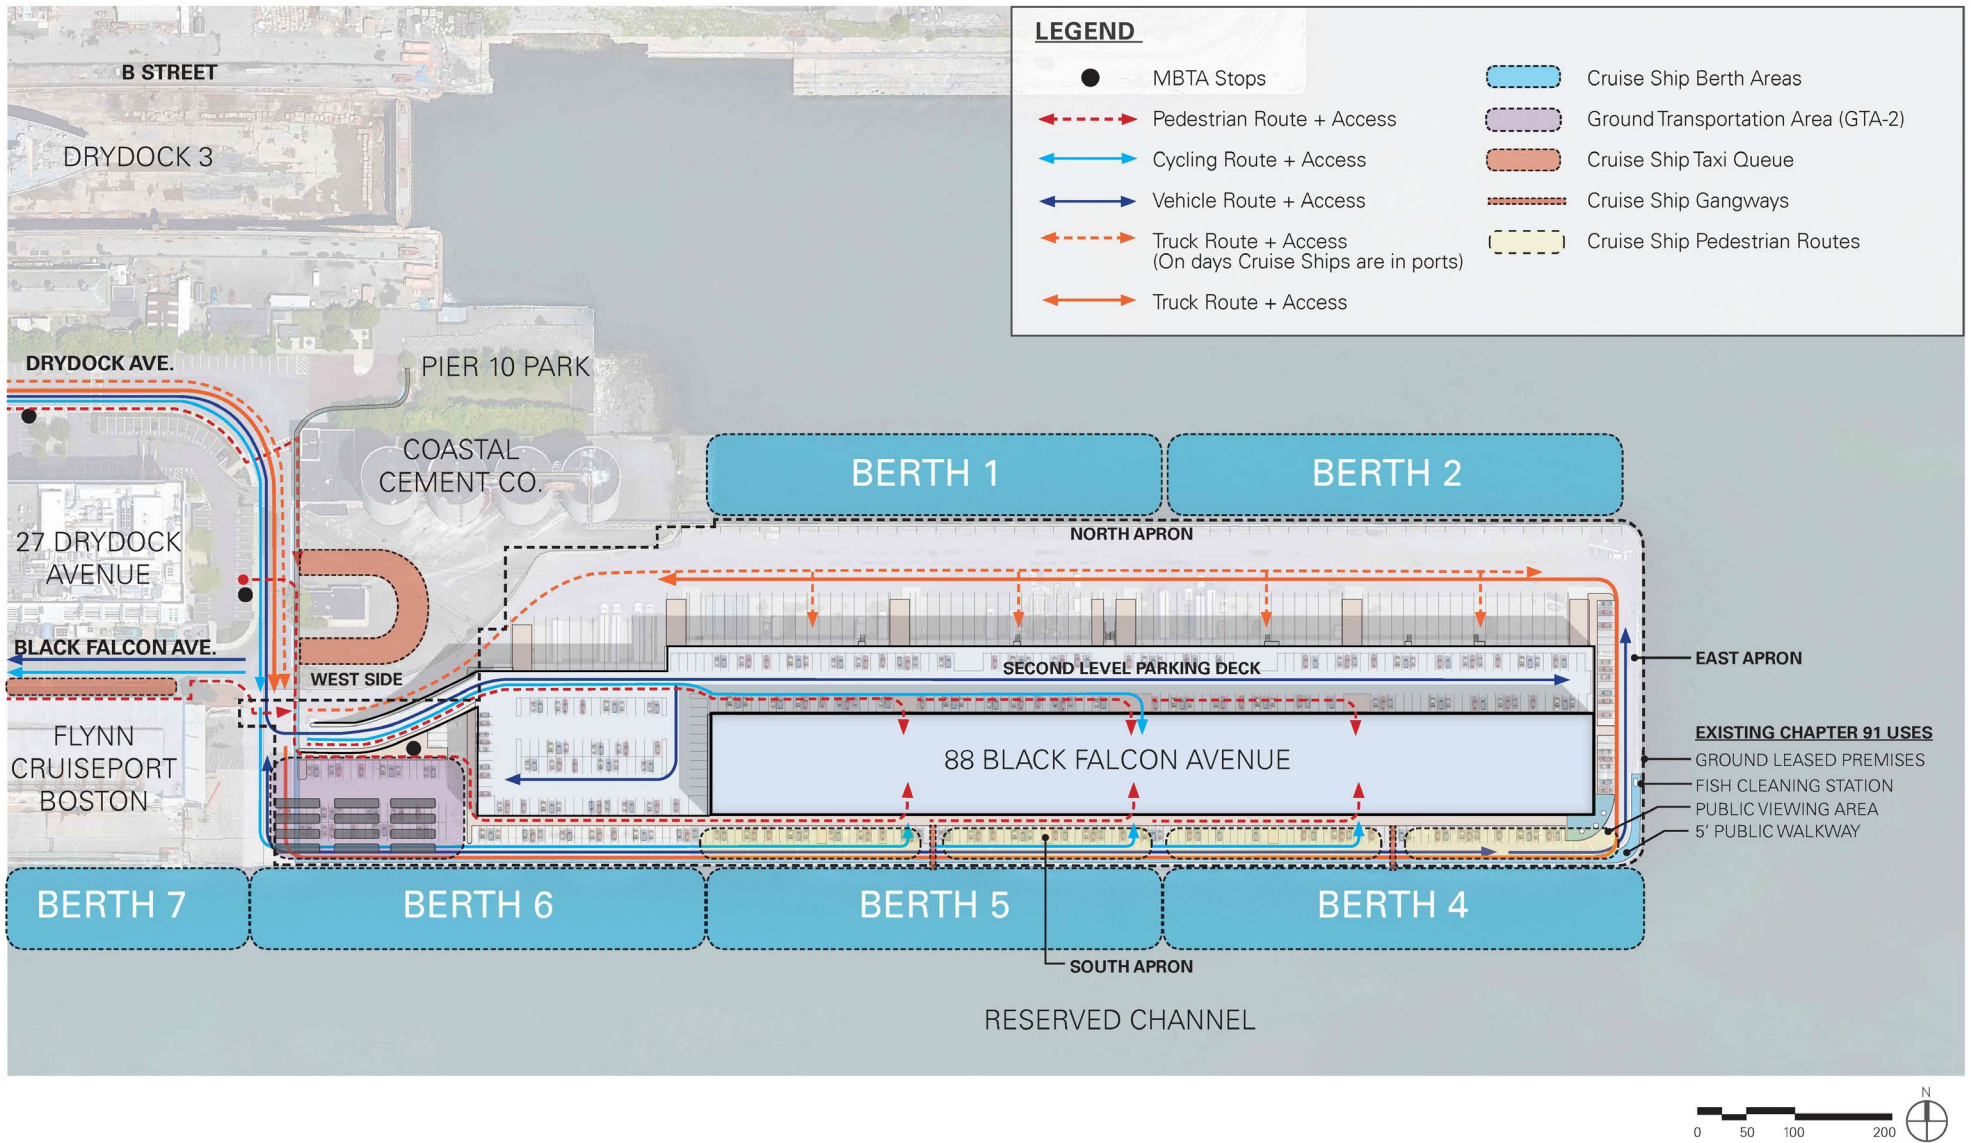 LEGEND
MBTA Stops
Pedestrian Route + Access
Cycling Route + Access
Vehicle Route + Access
Truck Route + Access
(On days Cruise Ships are in ports)
Truck Route + Access
Cruise Ship Berth Areas
Ground Transportation Area (GTA-2)
Cruise Ship Taxi Queue
Cruise Ship Gangways
Cruise Ship Pedestrian Routes
B STREET
DRYDOCK 3
DRYDOCK AVE.
PIER 10 PARK
COASTAL
CEMENT CO.
BERTH 1
BERTH 2
27 DRYDOCK
AVENUE
NORTH APRON
BLACK FALCON AVE.
WEST SIDE
SECOND LEVEL PARKING DECK
EAST APRON
FLYNN
CRUISEPORT
BOSTON
88 BLACK FALCON AVENUE
EXISTING CHAPTER 91 USES
GROUND LEASED PREMISES
FISH CLEANING STATION
PUBLIC VIEWING AREA
5' PUBLIC WALKWAY
BERTH 7
BERTH 6
BERTH 5
BERTH 4
SOUTH APRON
RESERVED CHANNEL
N
0 50 100 200